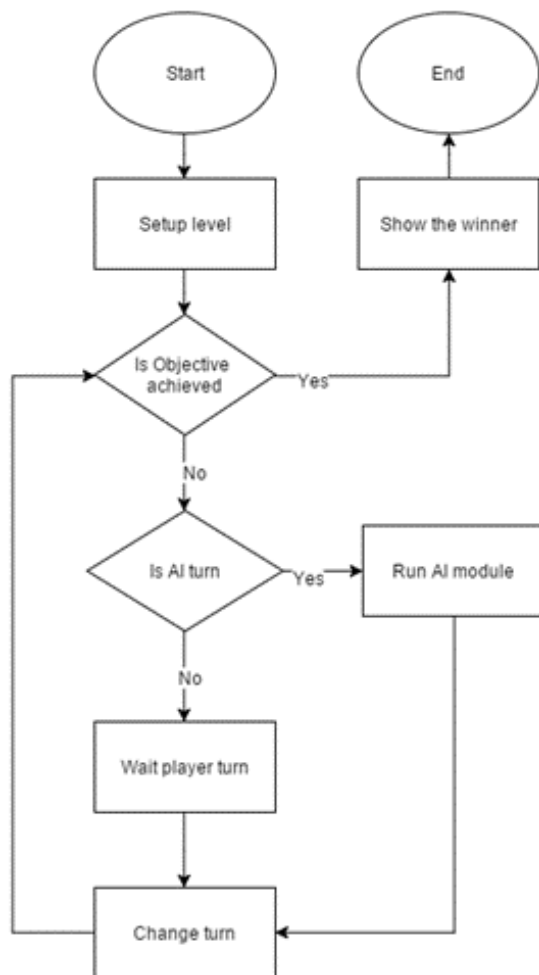 Start
End
Setup level
Show the winner
Is Objective
achieved
Yes
No
Is AI turn
Yes
Run AI module
No
Wait player turn
Change turn